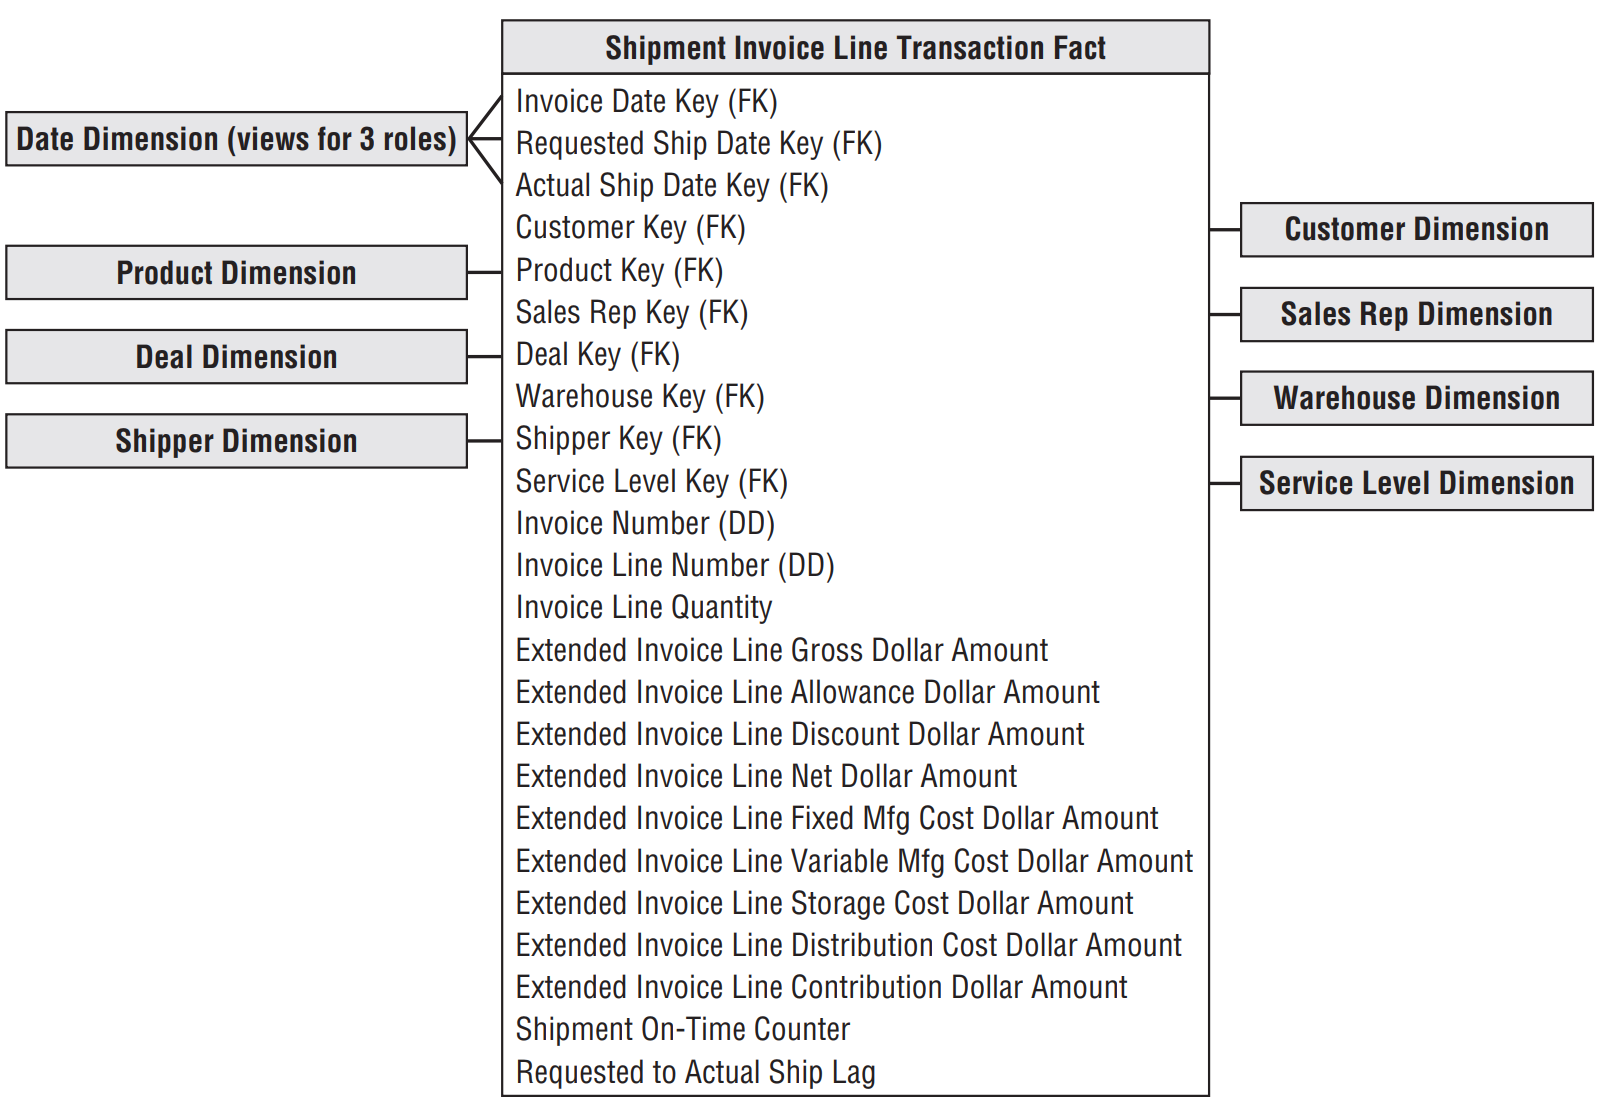 Shipment Invoice Line Transaction Fact
Invoice Date Key (FK)
Requested Ship Date Key (FK)
Actual Ship Date Key (FK)
Customer Key (FK)
Product Key (FK)
Sales Rep Key (FK)
Deal Key (FK)
Warehouse Key (FK)
Shipper Key (FK)
Service Level Key (FK)
Invoice Number (DD)
Invoice Line Number (DD)
Invoice Line Quantity
Extended Invoice Line Gross Dollar Amount
Extended Invoice Line Allowance Dollar Amount
Extended Invoice Line Discount Dollar Amount
Extended Invoice Line Net Dollar Amount
Extended Invoice Line Fixed Mfg Cost Dollar Amount
Extended Invoice Line Variable Mfg Cost Dollar Amount
Extended Invoice Line Storage Cost Dollar Amount
Extended Invoice Line Distribution Cost Dollar Amount
Extended Invoice Line Contribution Dollar Amount
Shipment On-Time Counter
Requested to Actual Ship Lag
Date Dimension (views for 3 roles)
Product Dimension
Deal Dimension
Shipper Dimension
Customer Dimension
Sales Rep Dimension
Warehouse Dimension
Service Level Dimension